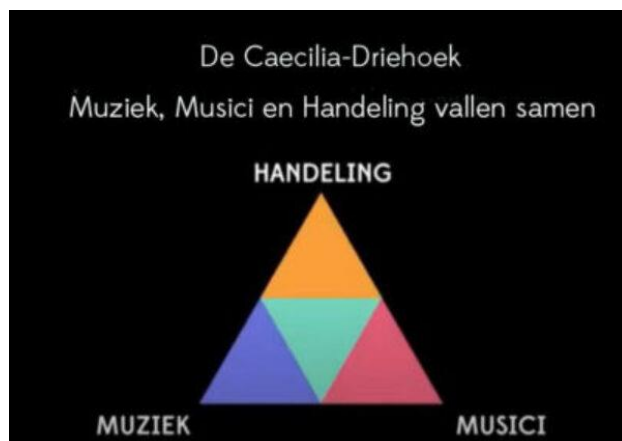 De Caecilia-Driehoek
Muziek, Musici en Handeling vallen samen
HANDELING
MUZIEK
MUSICI